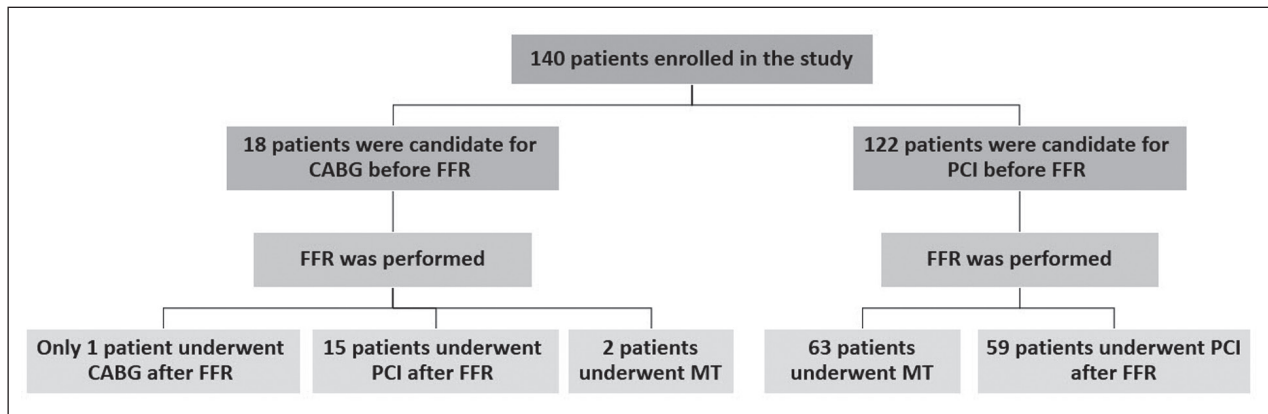 140 patients enrolled in the study
18 patients were candidate for
CABG before FFR
122 patients were candidate for
PCI before FFR
FFR was performed
FFR was performed
Only 1 patient underwent
CABG after FFR
15 patients underwent
PCI after FFR
2 patients
underwent MT
63 patients
underwent MT
59 patients underwent PCI
after FFR